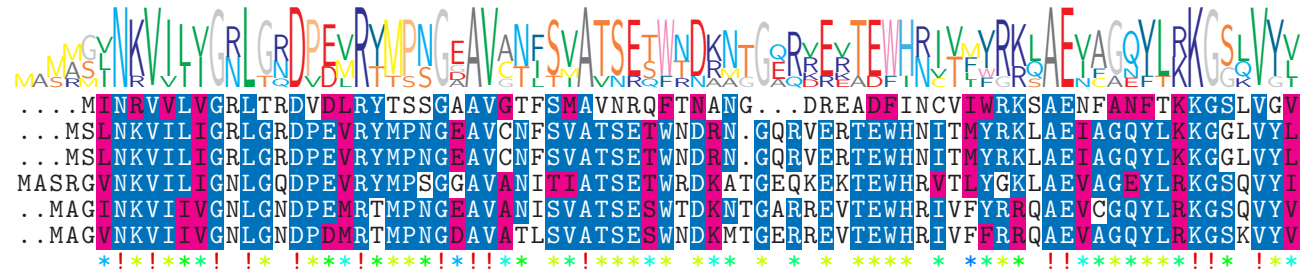 ....MINRVVLVGRLTRDVDLRYTSSGAAVGTFSMAVNRQFTNANG...DREADFINCVIWRKSAENFANFTKKGSLVGV
...MSLNKVILIGRLGRDPEVRYMPNGEAVCNFSVATSETWNDRN.GQRVERTEWHNITMYRKLAEIAGQYLKKGGLVYL
...MSLNKVILIGRLGRDPEVRYMPNGEAVCNFSVATSETWNDRN.GQRVERTEWHNITMYRKLAEIAGQYLKKGGLVYL
MASRGVNKVILIGNLGQDPEVRYMPSGGAVANITIATSETWRDKATGEQKEKTEWHRVTLYGKLAEVAGEYLRKGSQVYI
..MAGINKVIIVGNLGNDPEMRTMPNGEAVANISVATSESWTDKNTGARREVTEWHRIVFYRRQAEVCGQYLRKGSQVYV
..MAGVNKVIIVGNLGNDPDMRTMPNGDAVATLSVATSESWNDKMTGERREVTEWHRIVFFRRQAEVAGQYLRKGSKVYV